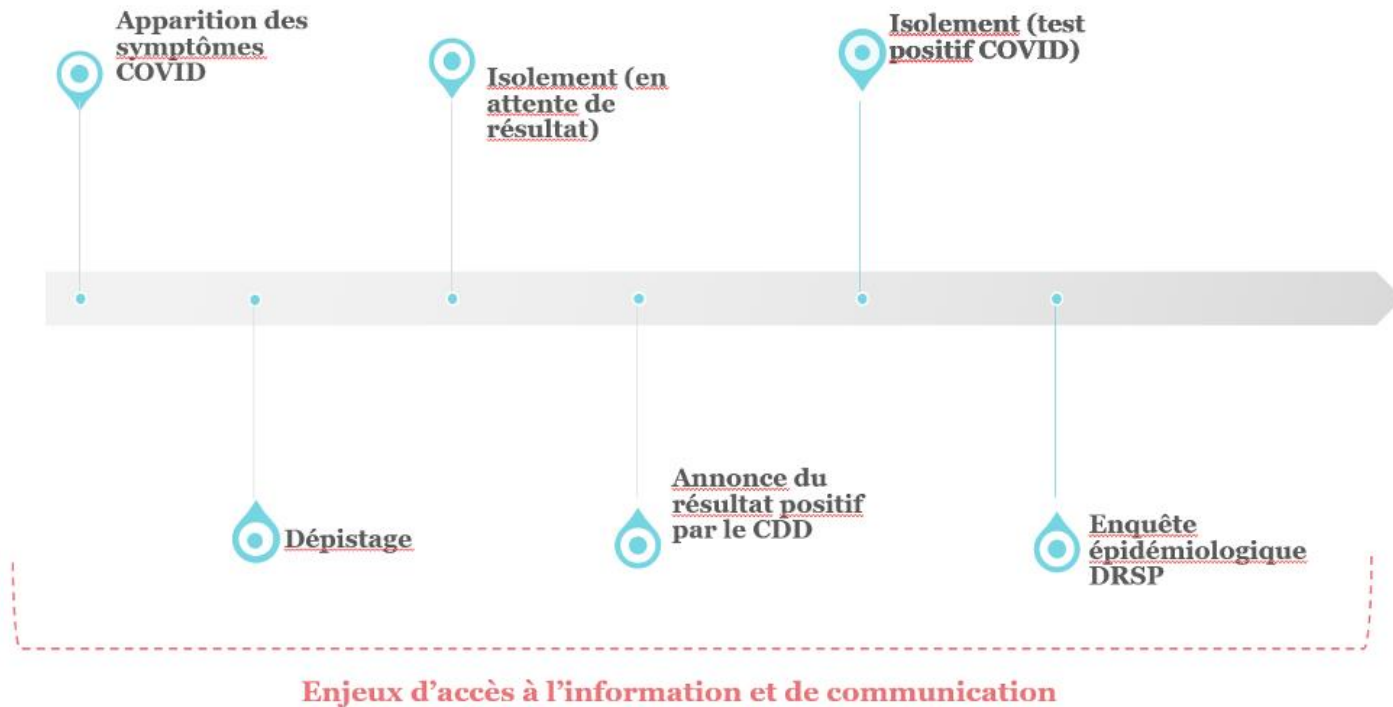 Apparition des
symptômes
COVID
Isolement (en
attente de
résultat)
Isolement (test
positif COVID)
Dépistage
Annonce du
résultat positif
par le CDD
Enquête
épidémiologique
DRSP
Enjeux d’accès à l’information et de communication